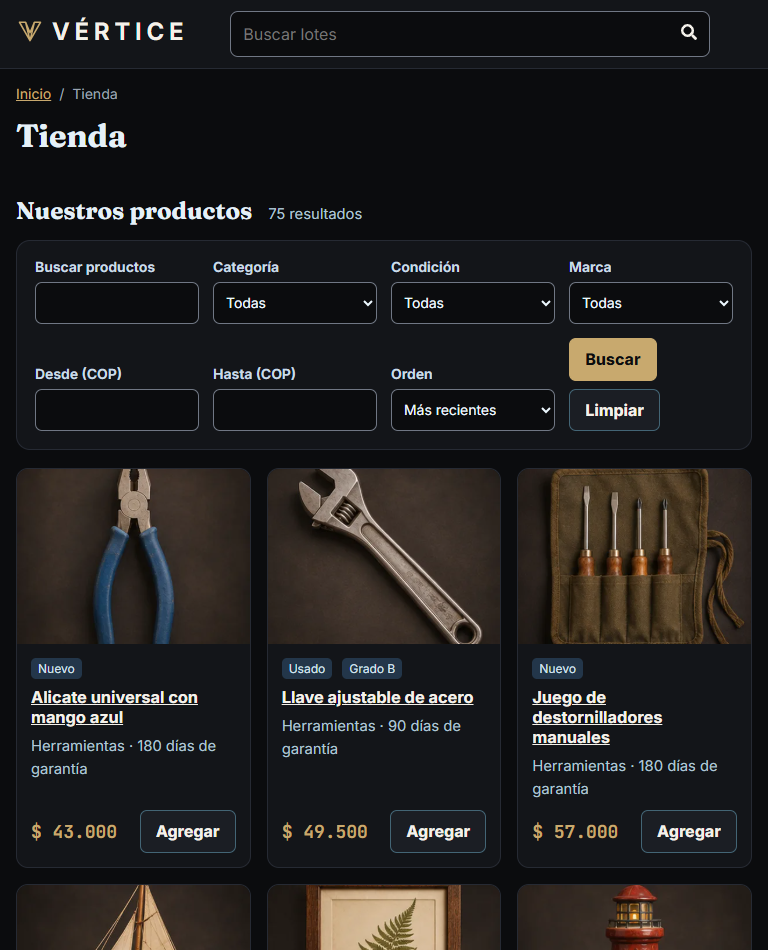 VÉRTICE
Buscar lotes
Inicio / Tienda
Tienda
Nuestros productos 75 resultados
Buscar productos Categoría Condición Marca
Todas Todas Todas
Buscar
Desde (COP) Hasta (COP) Orden
Más recientes Limpiar
Nuevo
Alicate universal con
mango azul
Herramientas · 180 días de
garantía
$ 43.000 Agregar
Usado Grado B
Llave ajustable de acero
Herramientas · 90 días de
garantía
$ 49.500 Agregar
Nuevo
Juego de
destornilladores
manuales
Herramientas · 180 días de
garantía
$ 57.000 Agregar